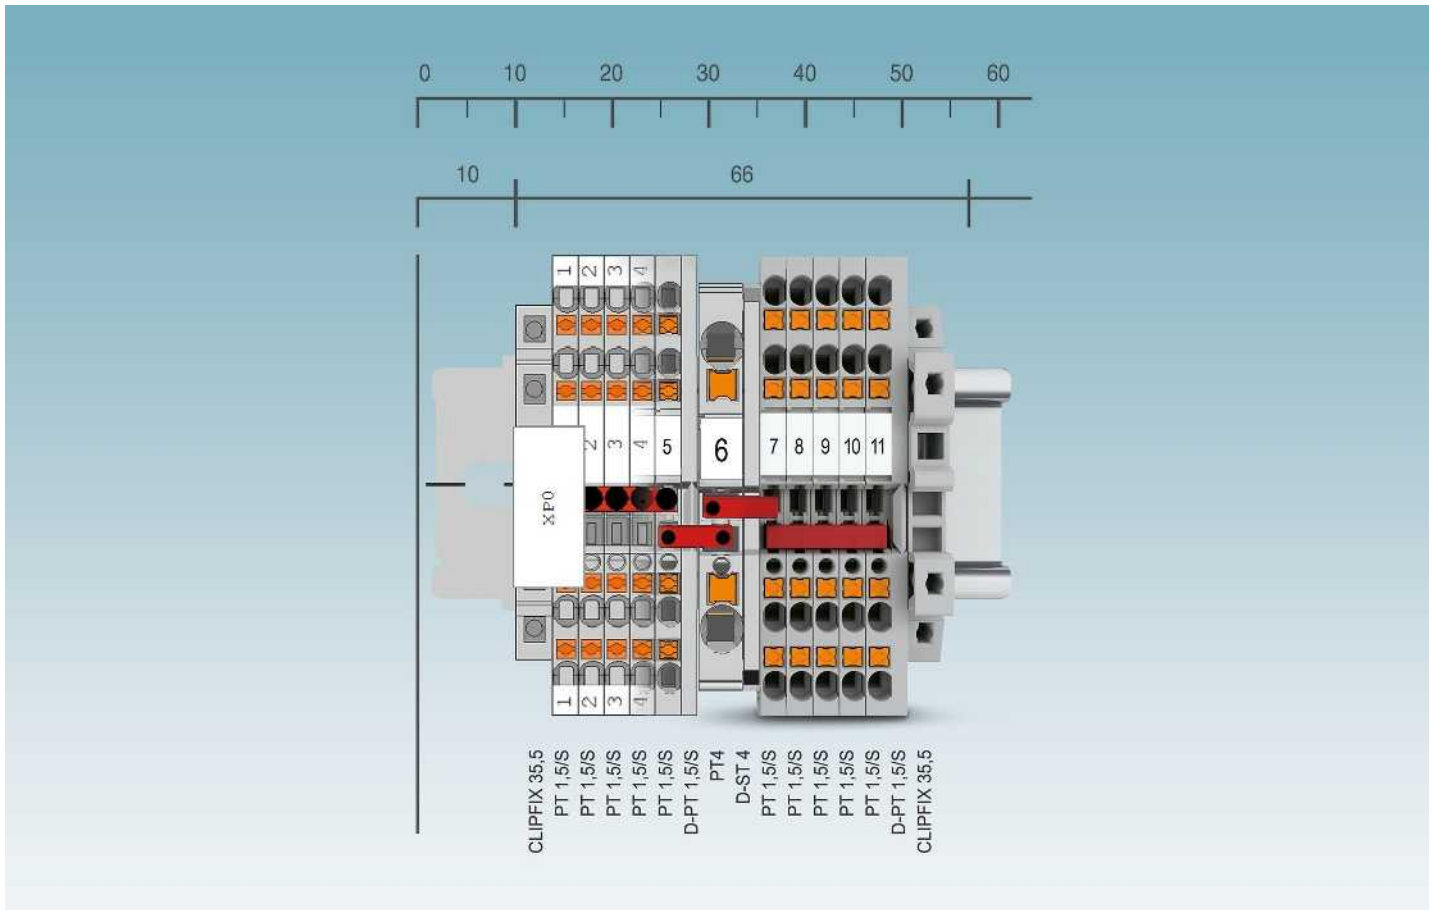 0 10 20 30 40 50 60
10 66
1 2 3 4
1 2 3 4 5 6 7 8 9 10 11
XP0
1 2 3 4
CLIPFIX 35,5
PT 1,5/S
PT 1,5/S
PT 1,5/S
PT 1,5/S
PT 1,5/S
D-PT 1,5/S
PT4
D-ST 4
PT 1,5/S
PT 1,5/S
PT 1,5/S
PT 1,5/S
PT 1,5/S
D-PT 1,5/S
CLIPFIX 35,5